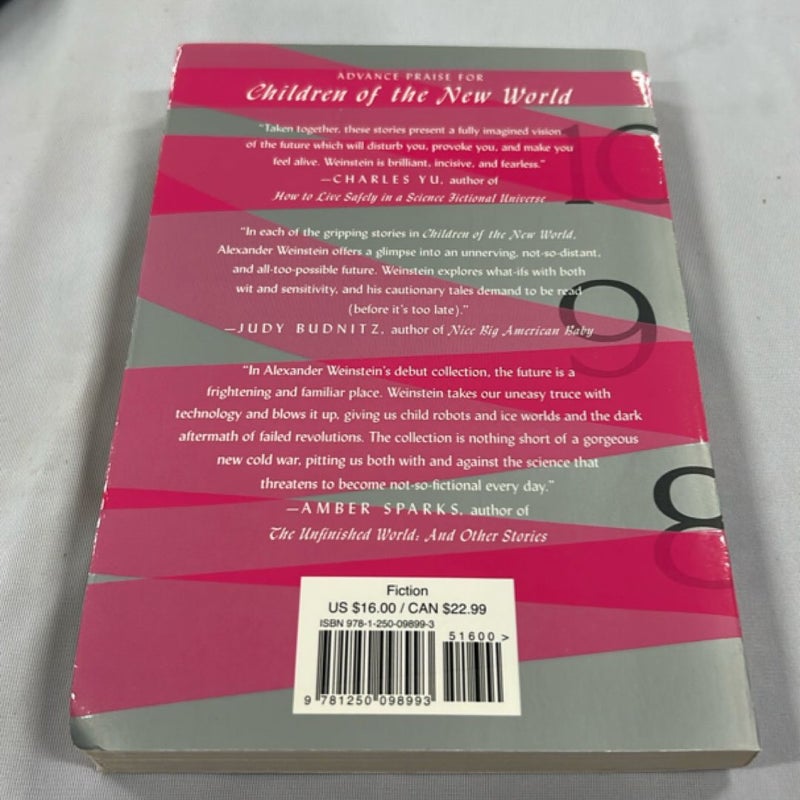 ADVANCE PRAISE FOR
Children of the New World
"Taken together, these stories present a fully imagined vision
of the future which will disturb you, provoke you, and make you
feel alive. Weinstein is brilliant, incisive, and fearless."
—CHARLES YU, author of
How to Live Safely in a Science Fictional Universe
10
"In each of the gripping stories in Children of the New World,
Alexander Weinstein offers a glimpse into an unnerving, not-so-distant,
and all-too-possible future. Weinstein explores what-ifs with both
wit and sensitivity, and his cautionary tales demand to be read
(before it's too late)."
—JUDY BUDNITZ, author of Nice Big American Baby
9
"In Alexander Weinstein's debut collection, the future is a
frightening and familiar place. Weinstein takes our uneasy truce with
technology and blows it up, giving us child robots and ice worlds and the dark
aftermath of failed revolutions. The collection is nothing short of a gorgeous
new cold war, pitting us both with and against the science that
threatens to become not-so-fictional every day."
—AMBER SPARKS, author of
The Unfinished World: And Other Stories
8
Fiction
US $16.00 / CAN $22.99
ISBN 978-1-250-09899-3
51600 >
9 781250 098993